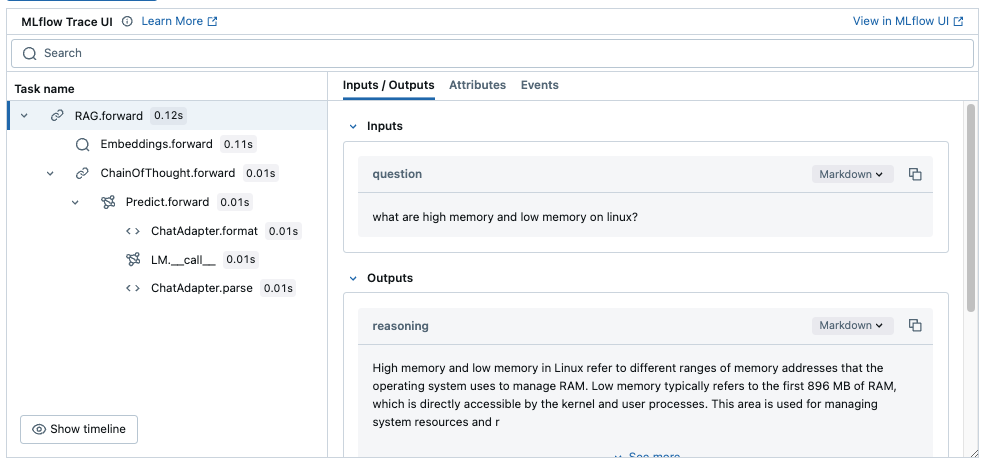 MLflow Trace UI Learn More View in MLflow UI
Search
Task name
RAG.forward 0.12s
Embeddings.forward 0.11s
ChainOfThought.forward 0.01s
Predict.forward 0.01s
ChatAdapter.format 0.01s
LM.__call__ 0.01s
ChatAdapter.parse 0.01s
Show timeline
Inputs / Outputs Attributes Events
Inputs
question Markdown
what are high memory and low memory on linux?
Outputs
reasoning Markdown
High memory and low memory in Linux refer to different ranges of memory addresses that the
operating system uses to manage RAM. Low memory typically refers to the first 896 MB of RAM,
which is directly accessible by the kernel and user processes. This area is used for managing
system resources and r
See more